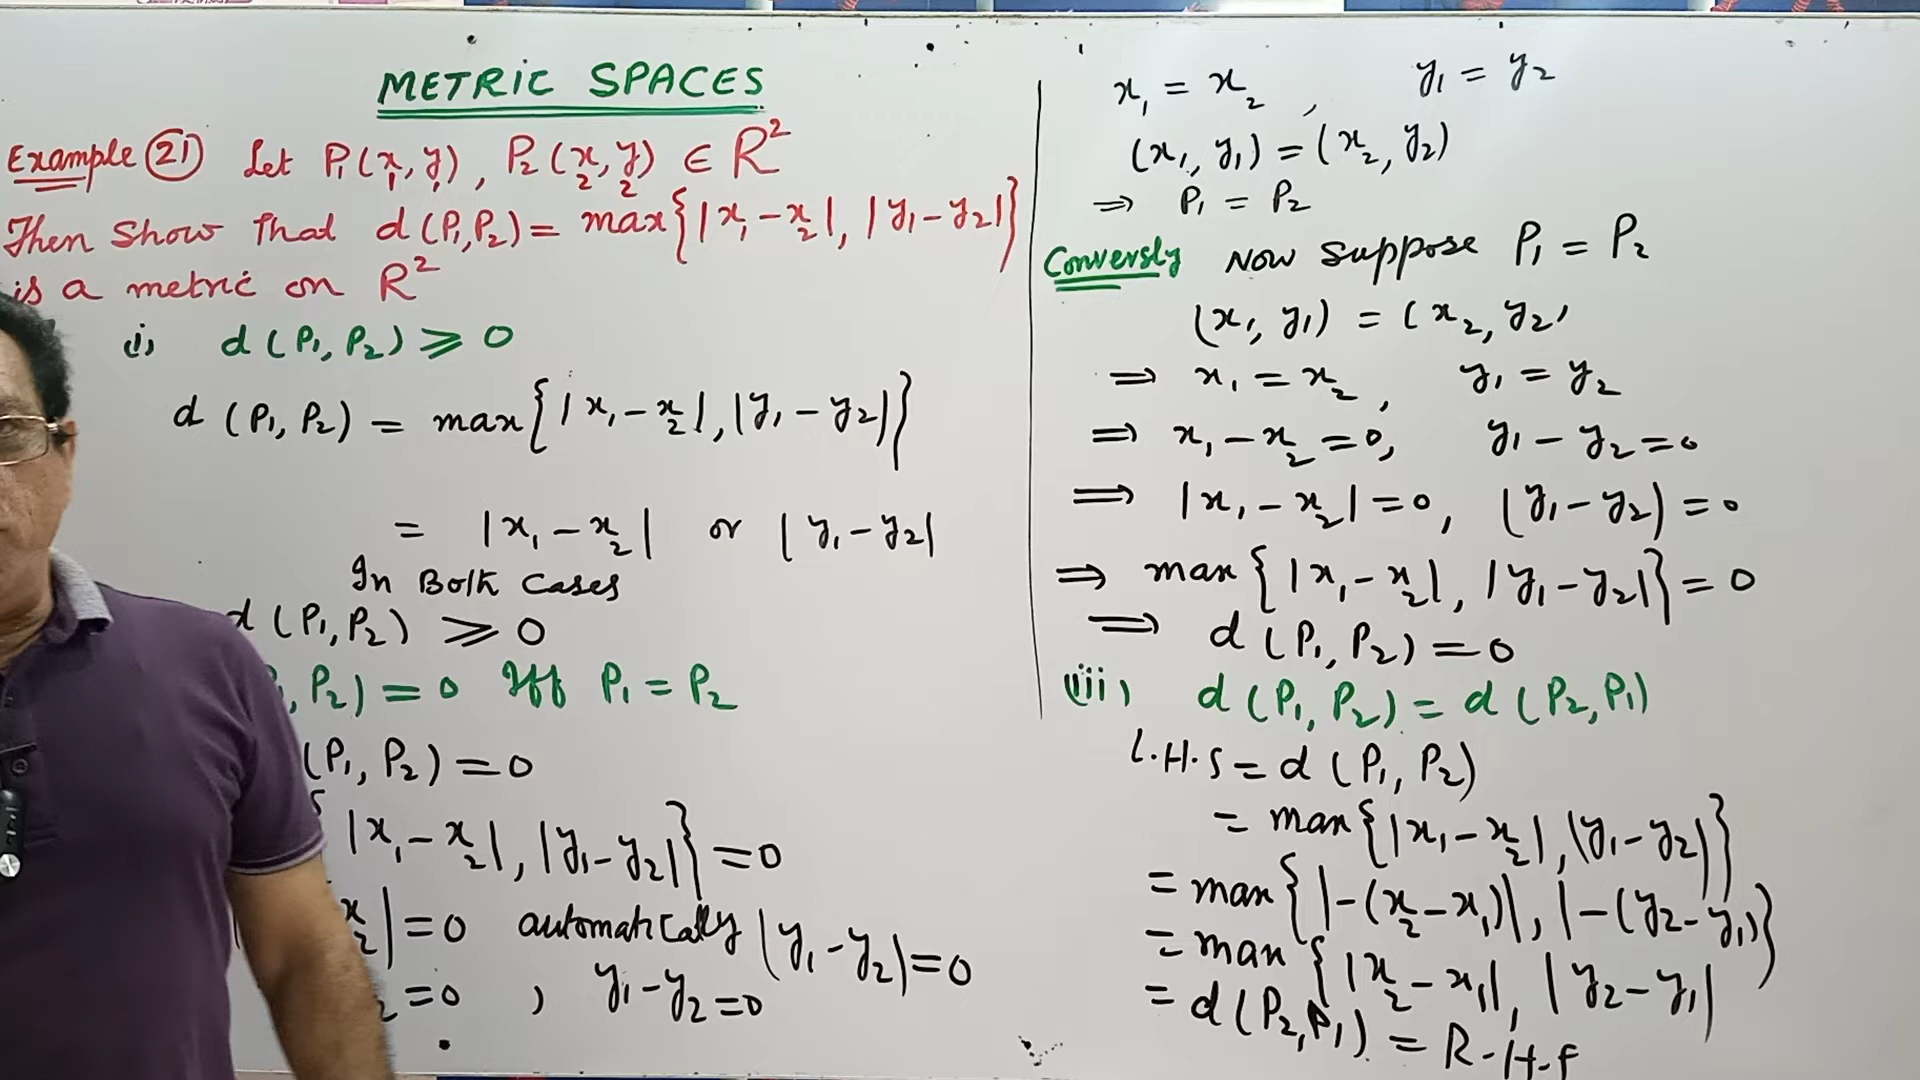 METRIC SPACES
Example 21 Let P₁(x₁, y₁), P₂(x₂, y₂) ∈ R²
Then Show that d(P₁, P₂) = max{|x₁ - x₂|, |y₁ - y₂|}
is a metric on R²
(i) d(P₁, P₂) ⩾ 0
d(P₁, P₂) = max{|x₁ - x₂|, |y₁ - y₂|}
= |x₁ - x₂| or |y₁ - y₂|
In Both Cases
d(P₁, P₂) ⩾ 0
, P₂) = 0 Iff P₁ = P₂
(P₁, P₂) = 0
|x₁ - x₂|, |y₁ - y₂|} = 0
x₂| = 0 automatically |y₁ - y₂| = 0
₂ = 0 , y₁ - y₂ = 0
x₁ = x₂ , y₁ = y₂
(x₁, y₁) = (x₂, y₂)
⇒ P₁ = P₂
Conversly Now Suppose P₁ = P₂
(x₁, y₁) = (x₂, y₂)
⇒ x₁ = x₂ , y₁ = y₂
⇒ x₁ - x₂ = 0, y₁ - y₂ = 0
⇒ |x₁ - x₂| = 0, |y₁ - y₂| = 0
⇒ max{|x₁ - x₂|, |y₁ - y₂|} = 0
⇒ d(P₁, P₂) = 0
(iii) d(P₁, P₂) = d(P₂, P₁)
L.H.S = d(P₁, P₂)
= max{|x₁ - x₂|, |y₁ - y₂|}
= max{|-(x₂ - x₁)|, |-(y₂ - y₁)}
= max{|x₂ - x₁|, |y₂ - y₁|
= d(P₂, P₁) = R-H-S